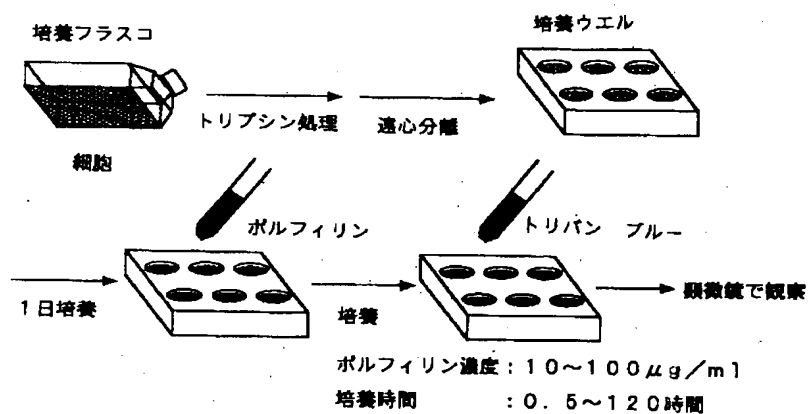 培養フラスコ
培養ウエル
トリプシン処理
遠心分離
細胞
ポルフィリン
トリパン ブルー
1日培養
培養
顕微鏡で観察
ポルフィリン濃度:10~100μg/ml
培養時間 :0.5~120時間